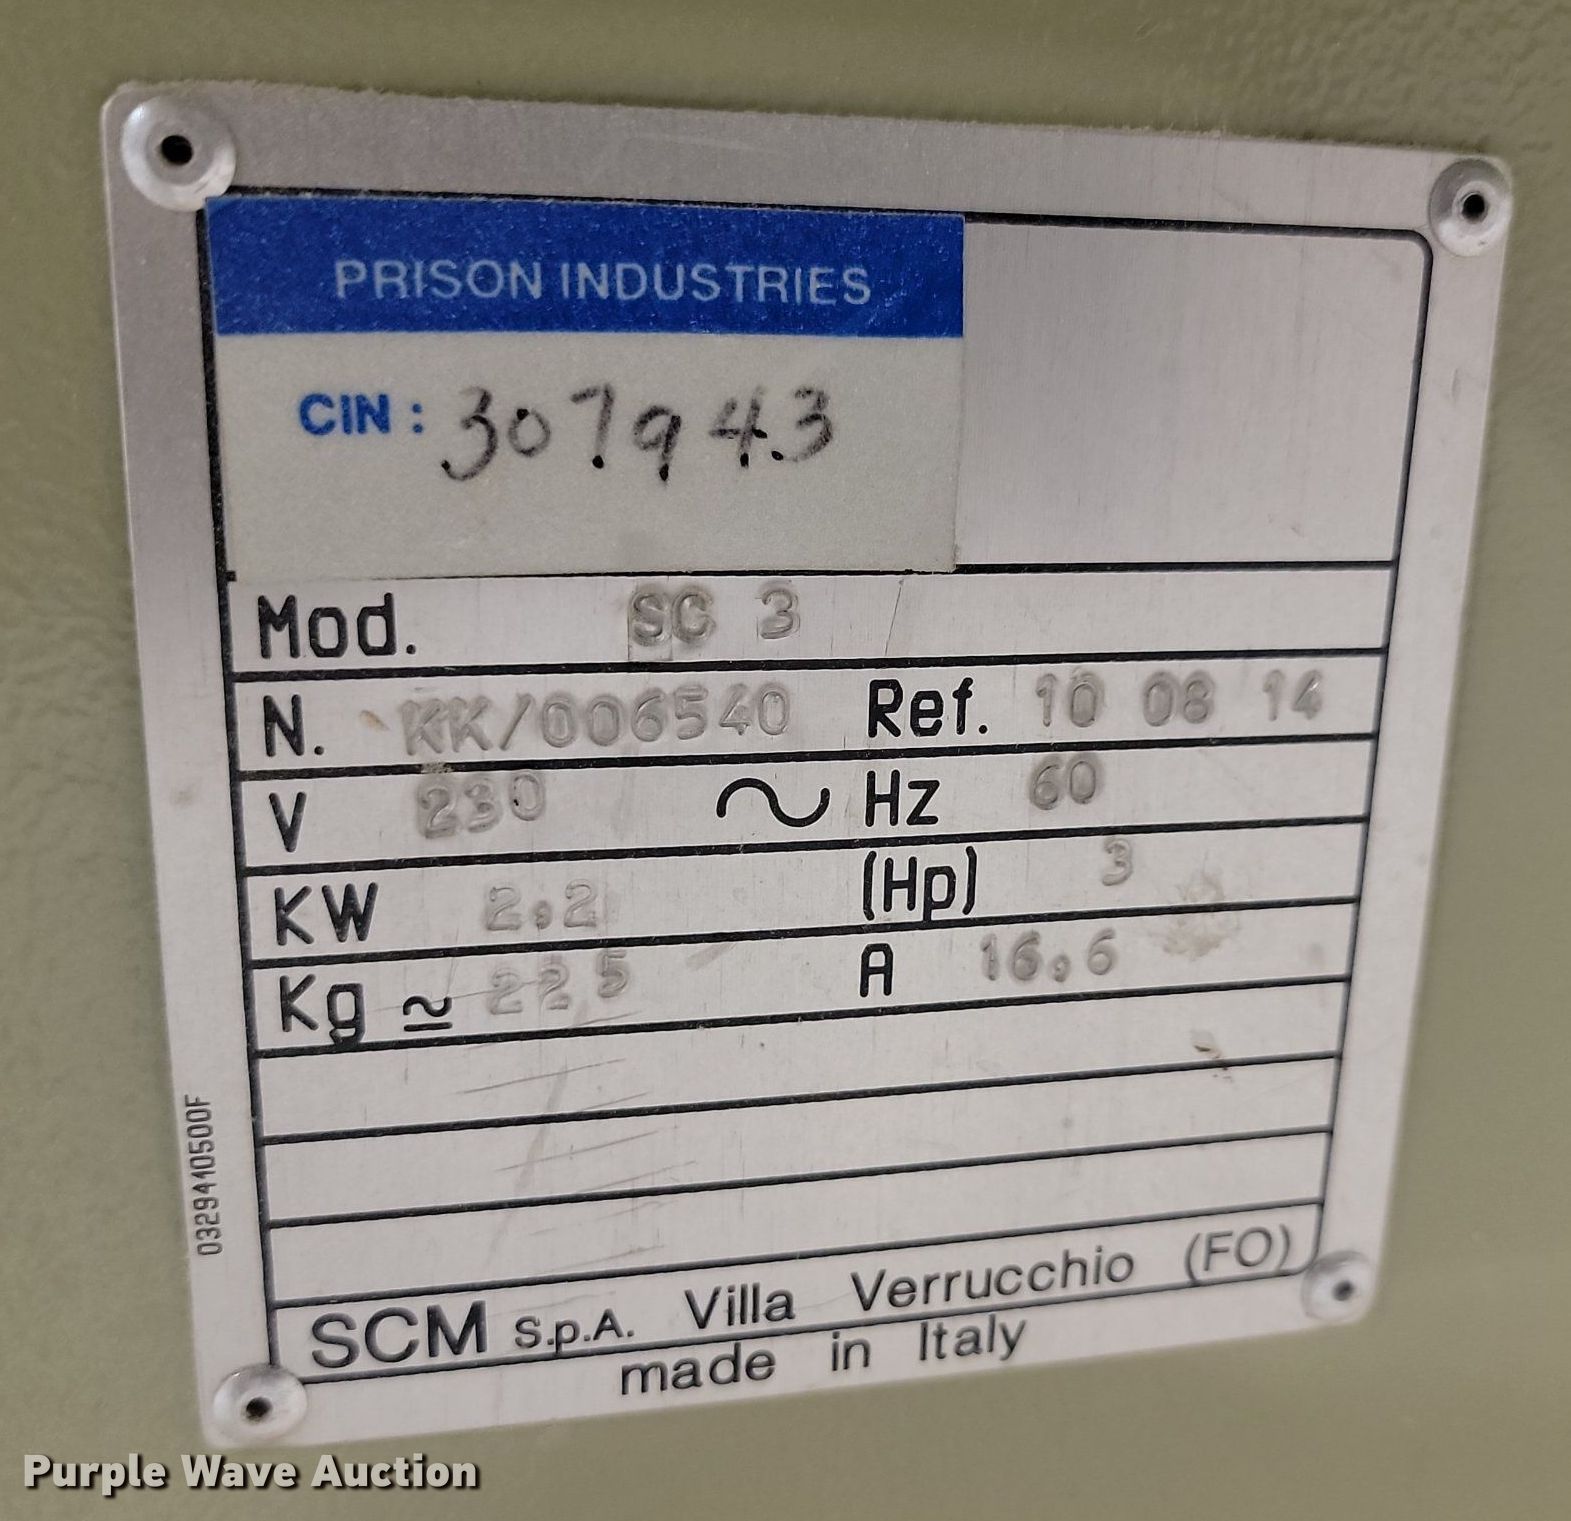 PRISON INDUSTRIES
CIN: 307943
Mod. SC 3
N. KK/006540 Ref. 10 08 14
V 230 ~ Hz 60
KW 2,2 (Hp) 3
Kg ≃ 225 A 16,6
0329410500F
SCM S.p.A. Villa Verrucchio (FO)
made in Italy
Purple Wave Auction